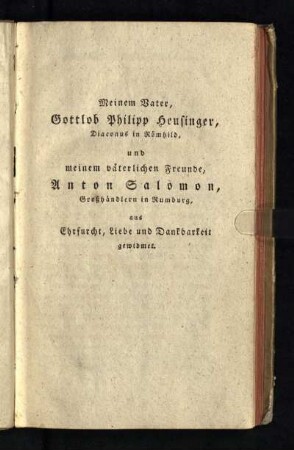 Meinem Vater,
Gottlob Philipp Heusinger,
Diaconus in Römhild,
und
meinem väterlichen Freunde,
Anton Salomon,
Großhändlern in Rumburg,
aus
Ehrfurcht, Liebe und Dankbarkeit
gewidmet.